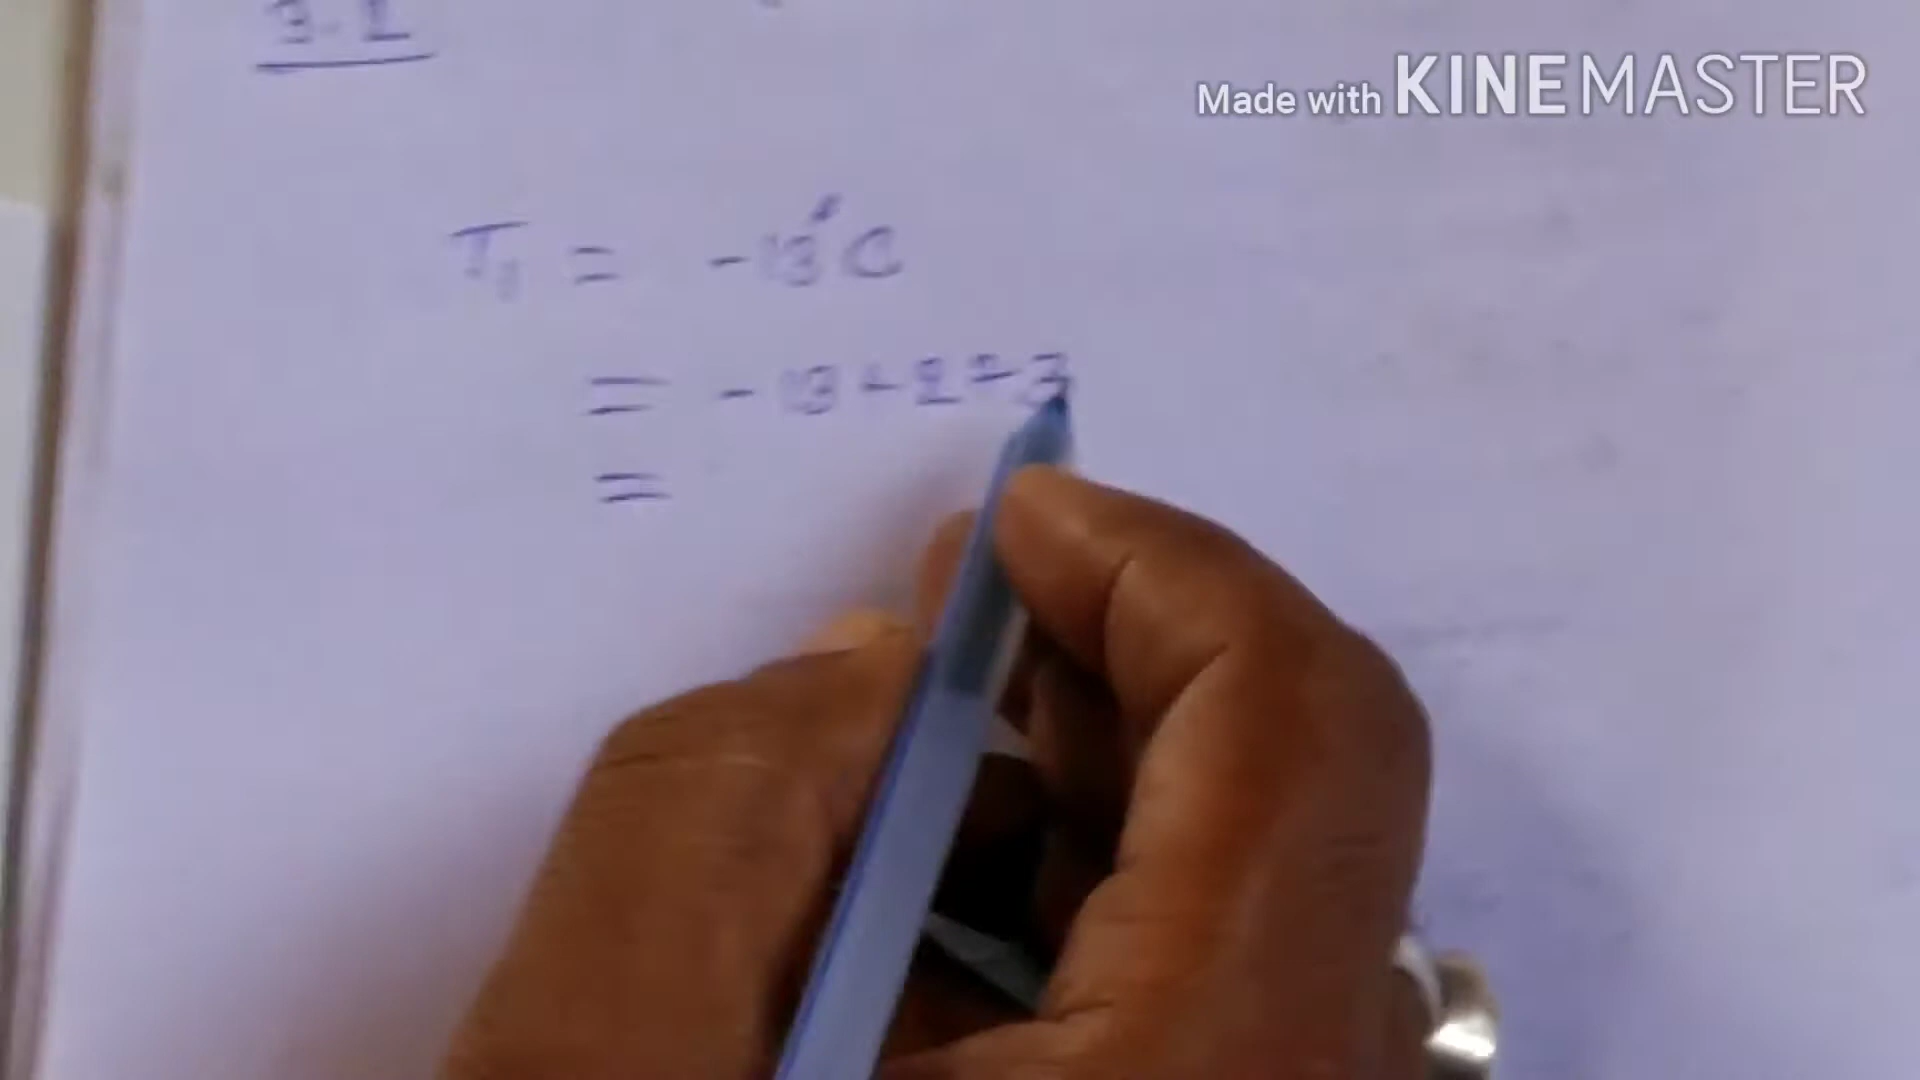 3.1
Made with KINEMASTER
T₁ = -13°C
= -13+273
=